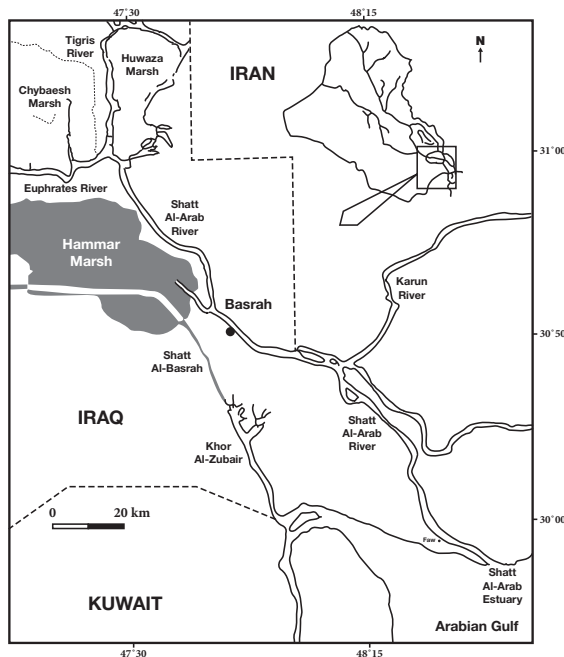 47°30
48°15
Tigris
River
Huwaza
Marsh
IRAN
N
Chybaesh
Marsh
31°00
Euphrates River
Shatt
Al-Arab
River
Hammar
Marsh
Karun
River
Basrah
30°50
Shatt
Al-Basrah
IRAQ
Shatt
Al-Arab
River
Khor
Al-Zubair
0 20 km
30°00
Faw
Shatt
Al-Arab
Estuary
KUWAIT
Arabian Gulf
47°30
48°15